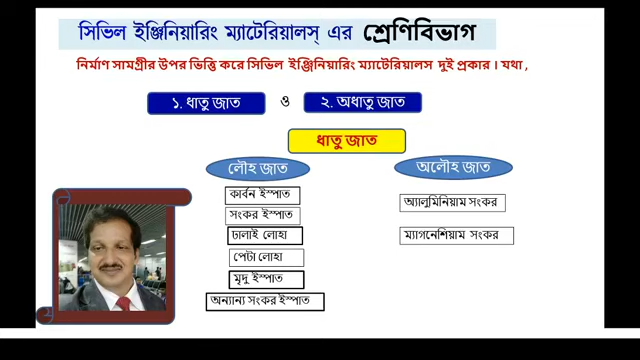 সিভিল ইঞ্জিনিয়ারিং ম্যাটেরিয়ালস্ এর শ্রেণিবিভাগ
নির্মাণ সামগ্রীর উপর ভিত্তি করে সিভিল ইঞ্জিনিয়ারিং ম্যাটেরিয়ালস দুই প্রকার । যথা ,
১. ধাতু জাত ও ২. অধাতু জাত
ধাতু জাত
লৌহ জাত
অলৌহ জাত
কার্বন ইস্পাত
সংকর ইস্পাত
ঢালাই লোহা
পেটা লোহা
মৃদু ইস্পাত
অন্যান্য সংকর ইস্পাত
অ্যালুমিনিয়াম সংকর
ম্যাগনেশিয়াম সংকর